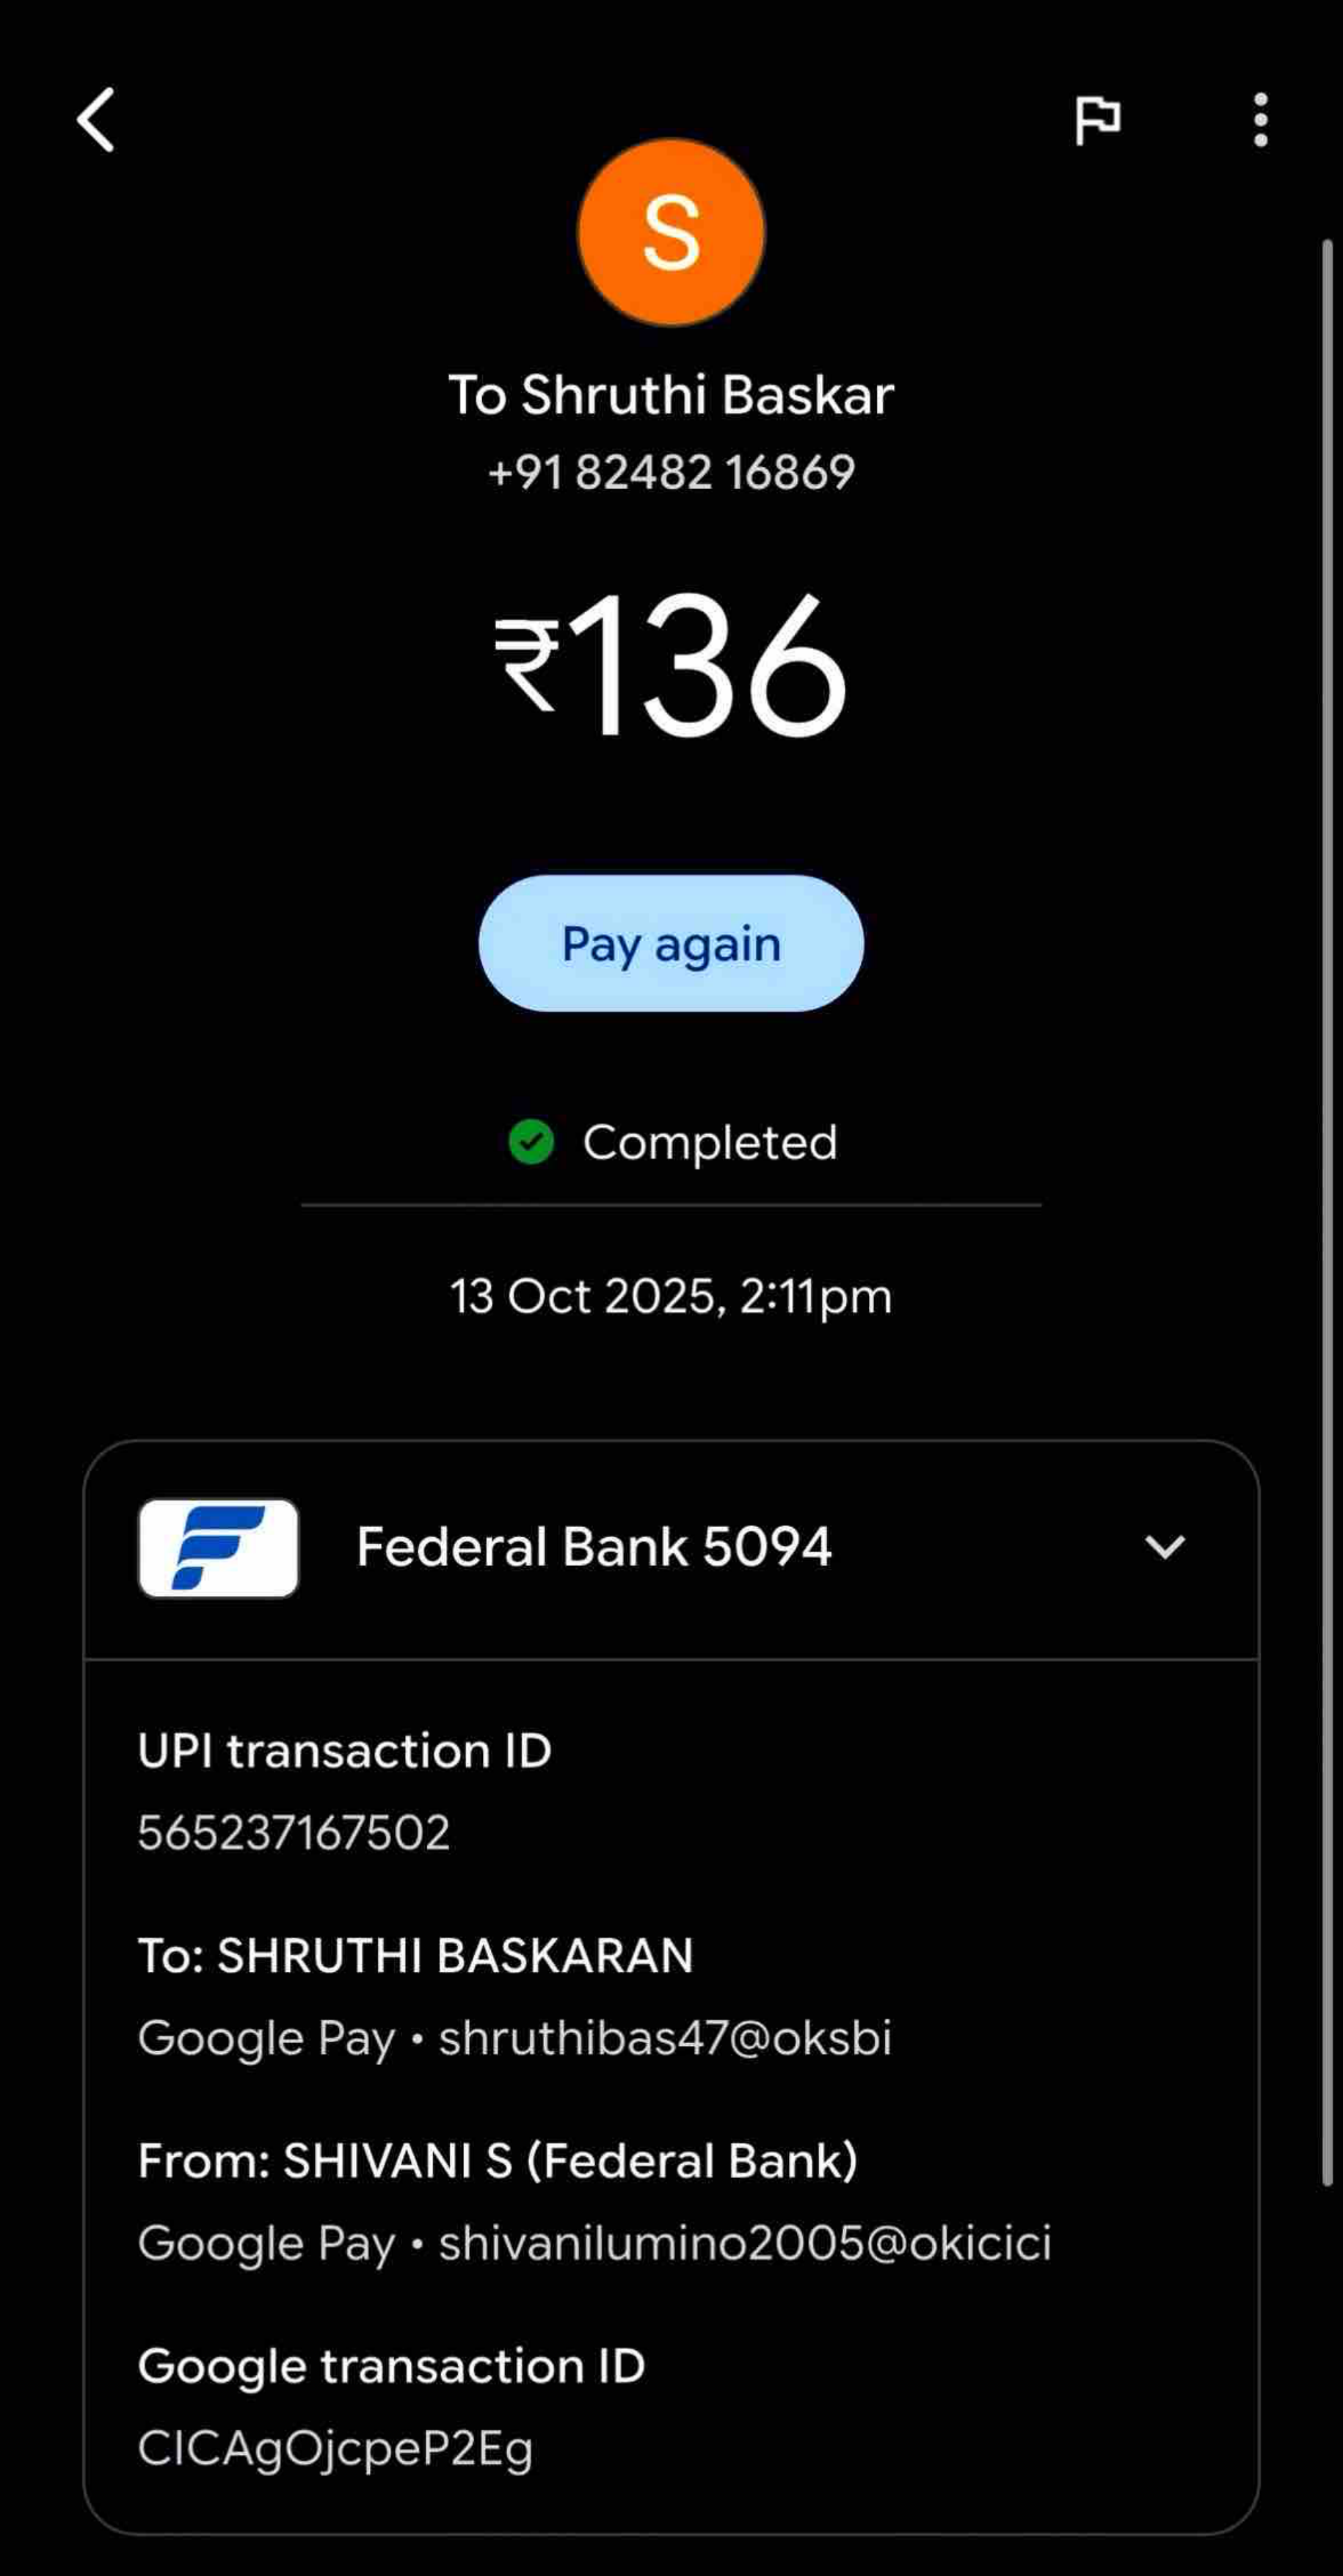 S
To Shruthi Baskar
+91 82482 16869
₹136
Pay again
Completed
13 Oct 2025, 2:11pm
Federal Bank 5094
UPI transaction ID
565237167502
To: SHRUTHI BASKARAN
Google Pay • shruthibas47@oksbi
From: SHIVANI S (Federal Bank)
Google Pay • shivanilumino2005@okicici
Google transaction ID
CICAgOjcpeP2Eg